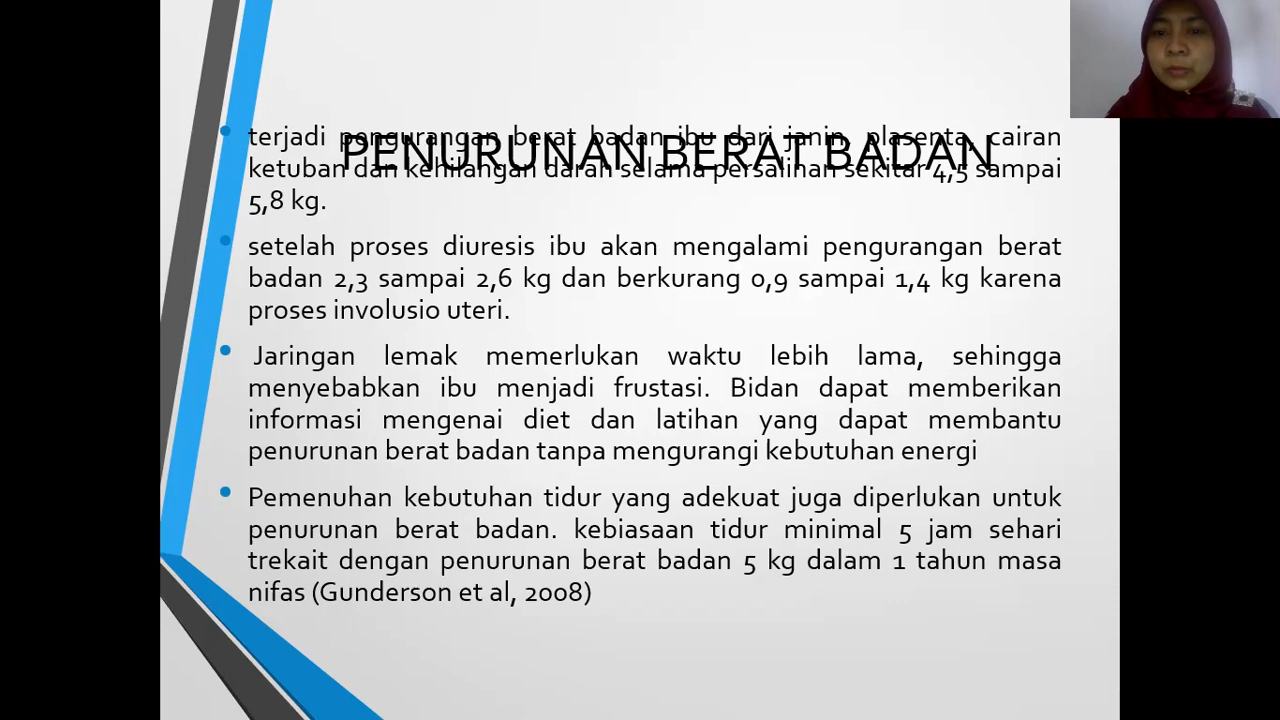 PENURUNAN BERAT BADAN
terjadi pengurangan berat badan ibu dari janin, plasenta, cairan
ketuban dan kehilangan darah selama persalinan sekitar 4,5 sampai
5,8 kg.
setelah proses diuresis ibu akan mengalami pengurangan berat
badan 2,3 sampai 2,6 kg dan berkurang 0,9 sampai 1,4 kg karena
proses involusio uteri.
Jaringan lemak memerlukan waktu lebih lama, sehingga
menyebabkan ibu menjadi frustasi. Bidan dapat memberikan
informasi mengenai diet dan latihan yang dapat membantu
penurunan berat badan tanpa mengurangi kebutuhan energi
Pemenuhan kebutuhan tidur yang adekuat juga diperlukan untuk
penurunan berat badan. kebiasaan tidur minimal 5 jam sehari
trekait dengan penurunan berat badan 5 kg dalam 1 tahun masa
nifas (Gunderson et al, 2008)